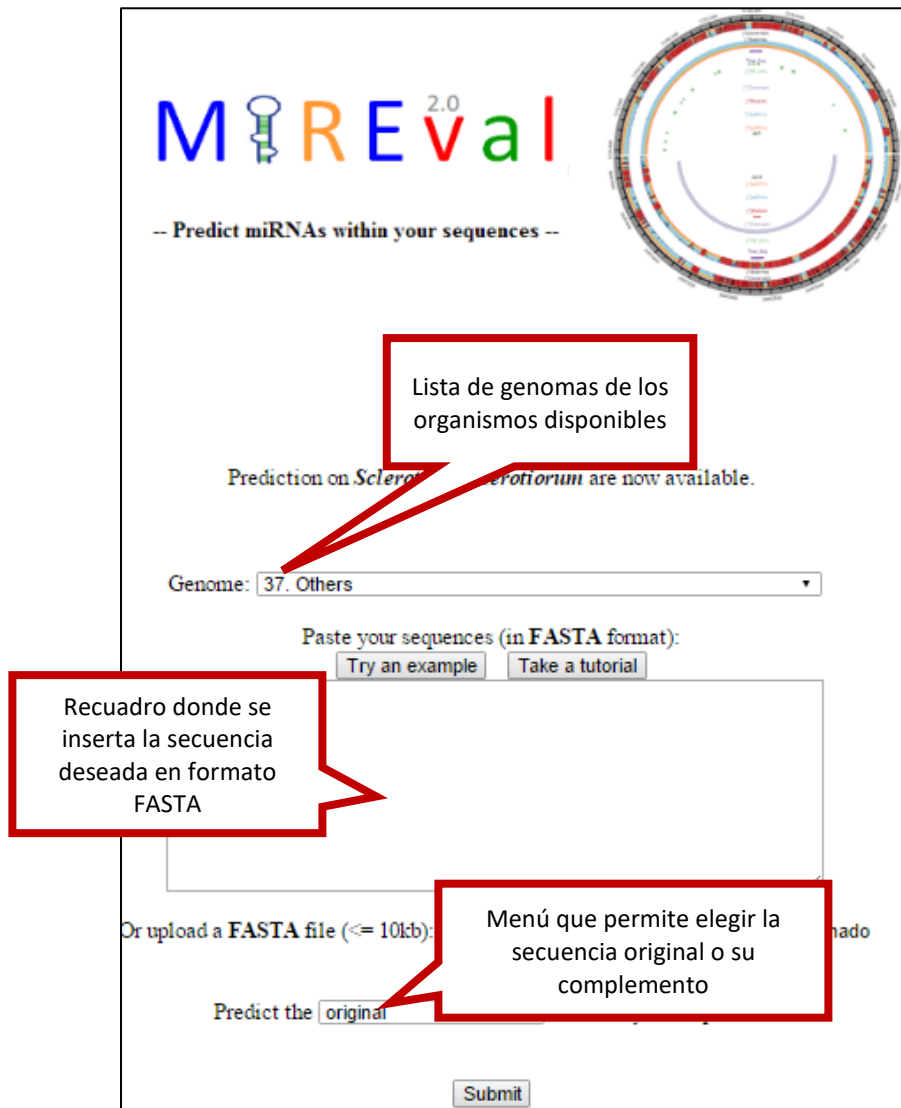 MiREval
2.0
-- Predict miRNAs within your sequences --
Lista de genomas de los
organismos disponibles
Prediction on Sclerot erotiorum are now available.
Genome: 37. Others
Paste your sequences (in FASTA format):
Try an example Take a tutorial
Recuadro donde se
inserta la secuencia
deseada en formato
FASTA
Or upload a FASTA file (<= 10kb): nado
Menú que permite elegir la
secuencia original o su
complemento
Predict the original
Submit